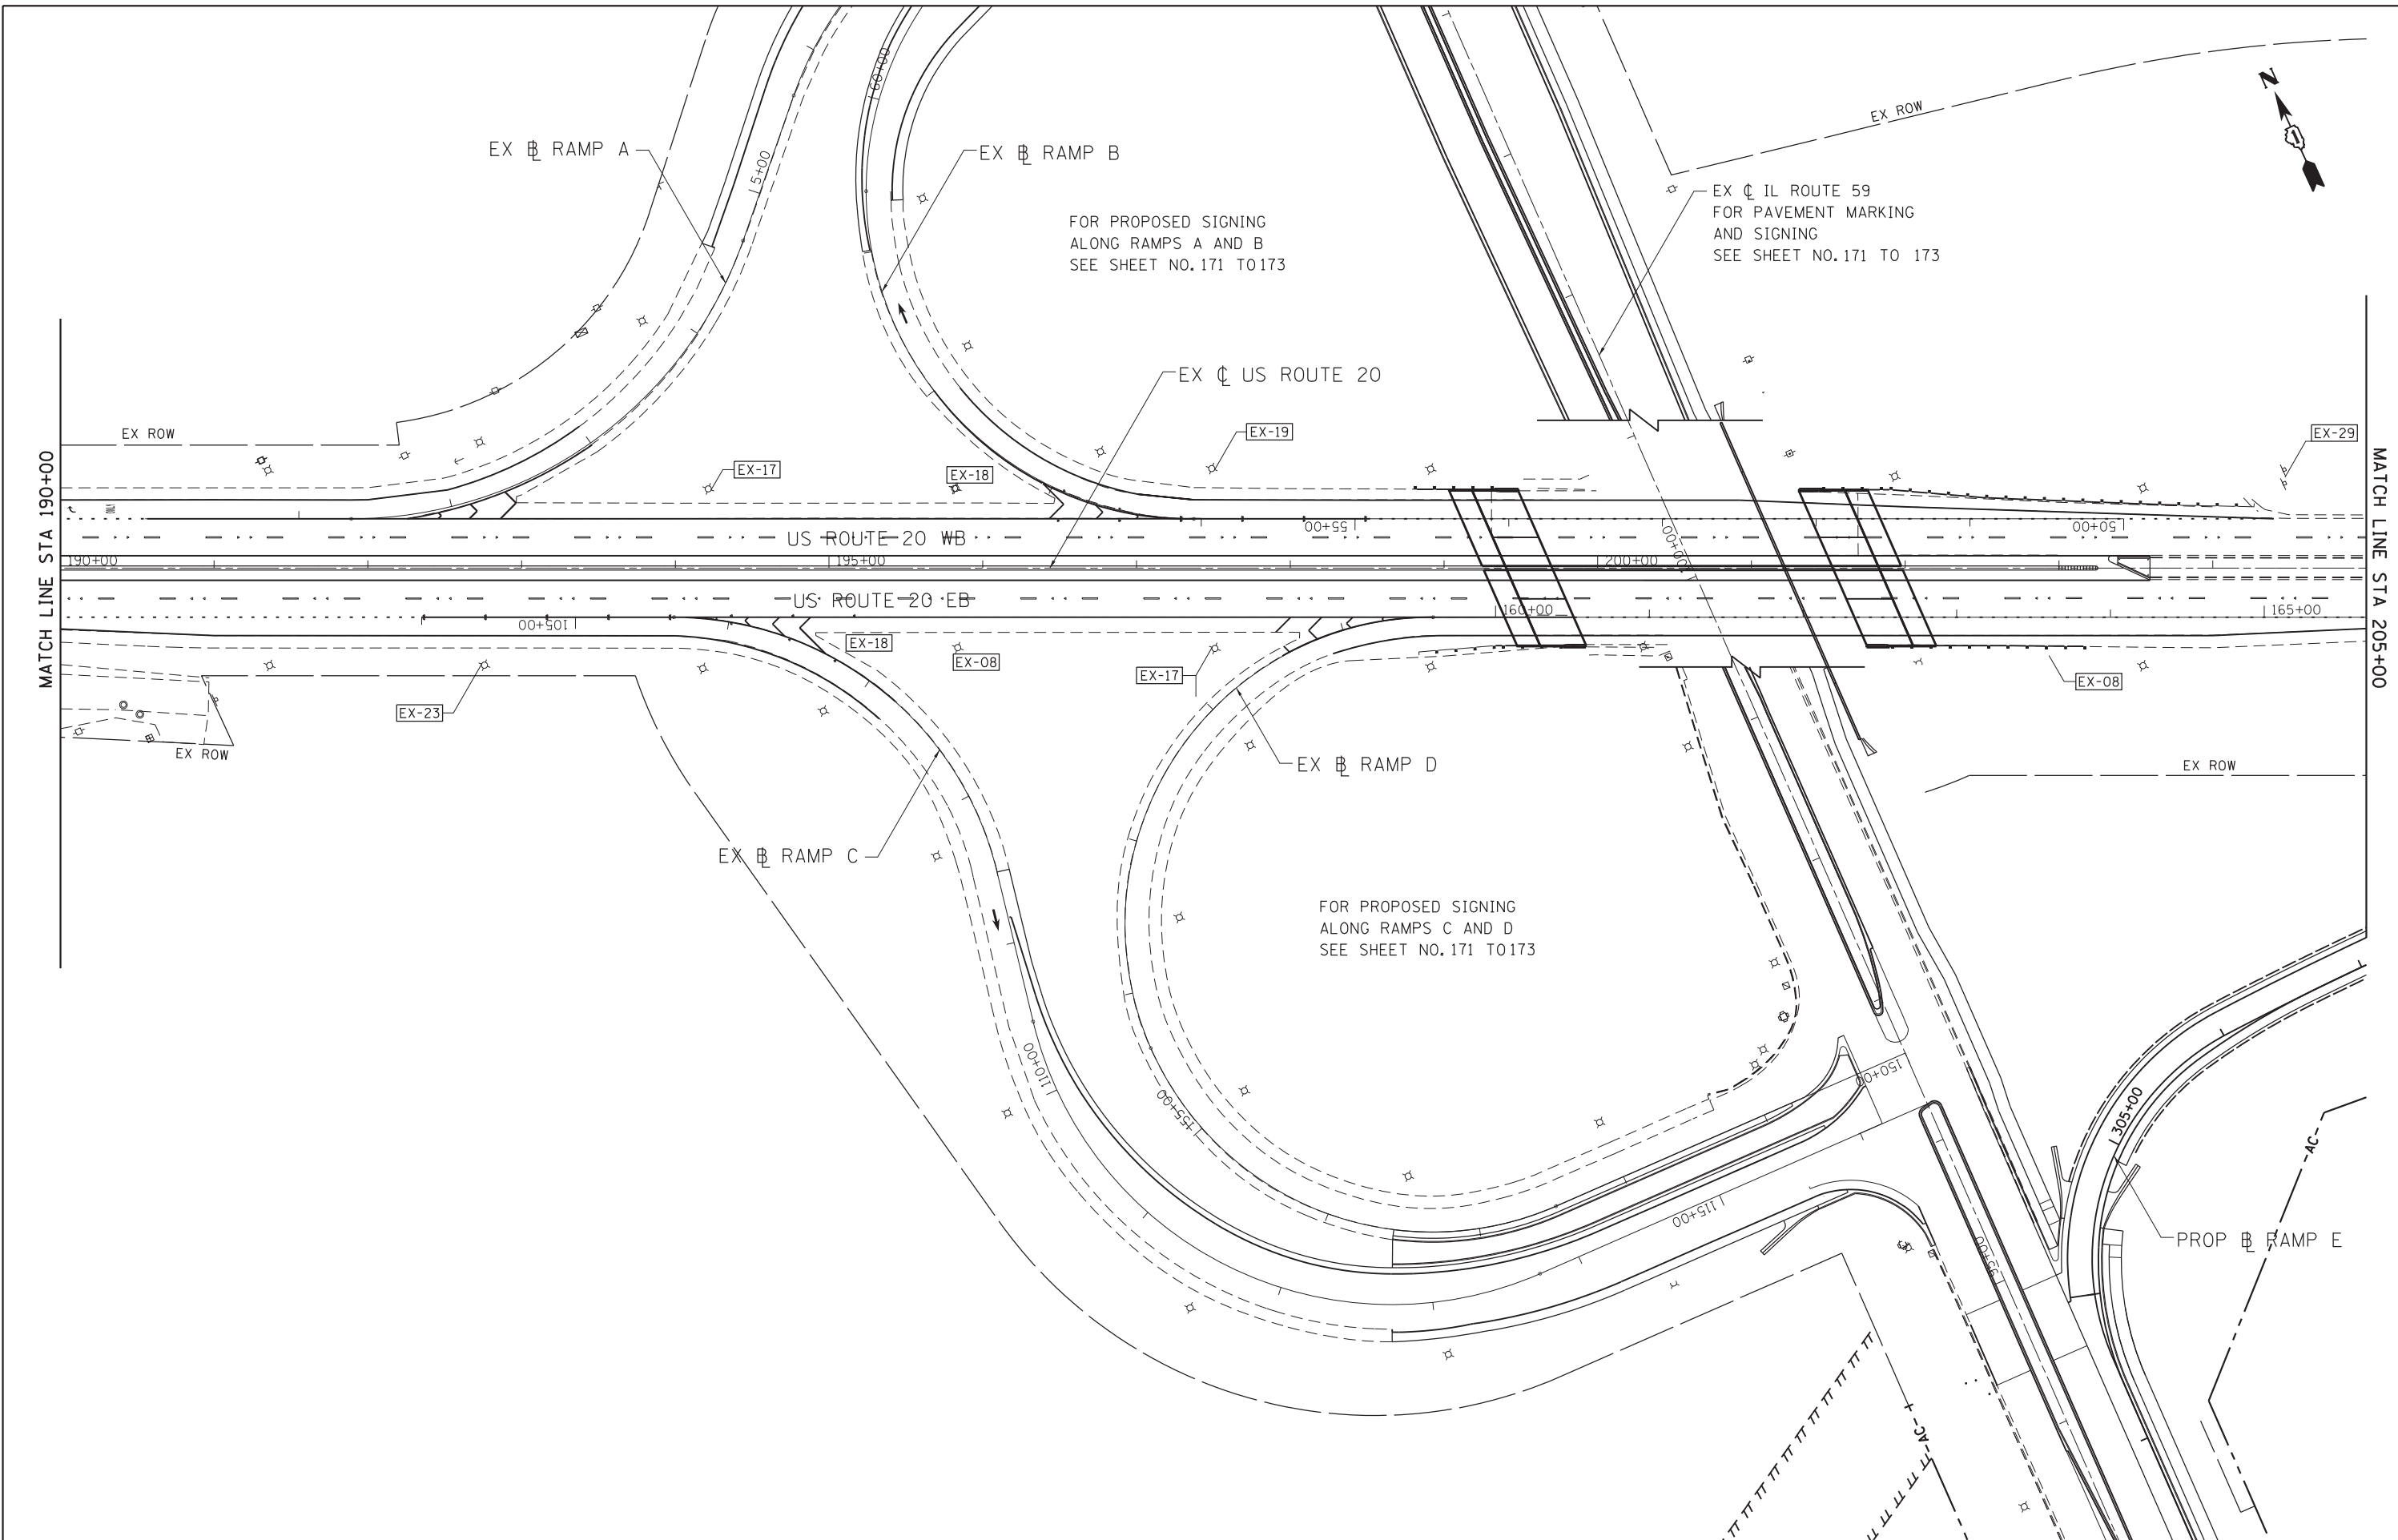 60+00
N
EX ROW
EX ℄ RAMP A
EX ℄ RAMP B
5+00
EX ℄ IL ROUTE 59
FOR PAVEMENT MARKING
AND SIGNING
SEE SHEET NO. 171 TO 173
FOR PROPOSED SIGNING
ALONG RAMPS A AND B
SEE SHEET NO. 171 TO 173
EX ℄ US ROUTE 20
EX ROW
EX-19
EX-29
EX-17
EX-18
MATCH LINE STA 190+00
MATCH LINE STA 205+00
55+00
50+00
US ROUTE 20 WB
190+00
195+00
200+00
US ROUTE 20 EB
160+00
165+00
105+00
EX-18
EX-08
EX-17
EX-08
EX-23
EX ROW
EX ℄ RAMP D
EX ROW
EX ℄ RAMP C
FOR PROPOSED SIGNING
ALONG RAMPS C AND D
SEE SHEET NO. 171 TO 173
110+00
150+00
155+00
305+00
AC
115+00
PROP ℄ RAMP E
95+00
AC